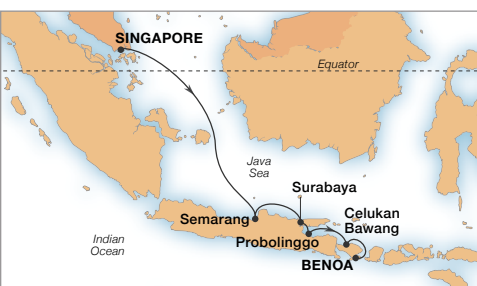 SINGAPORE
Equator
Java
Sea
Surabaya
Semarang
Celukan
Bawang
Probolinggo
Indian
Ocean
BENOA